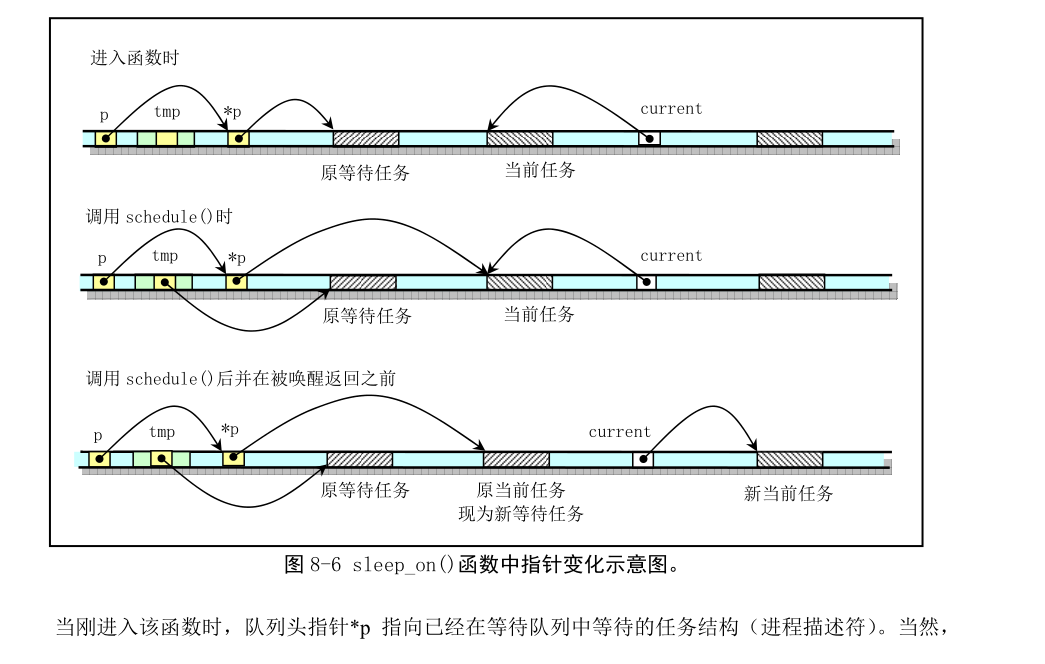 进入函数时
p tmp *p current
原等待任务 当前任务
调用 schedule()时
p tmp *p current
原等待任务 当前任务
调用 schedule()后并在被唤醒返回之前
p tmp *p current
原等待任务 原当前任务 新当前任务
现为新等待任务
图 8-6 sleep_on()函数中指针变化示意图。
当刚进入该函数时，队列头指针*p 指向已经在等待队列中等待的任务结构（进程描述符）。当然，